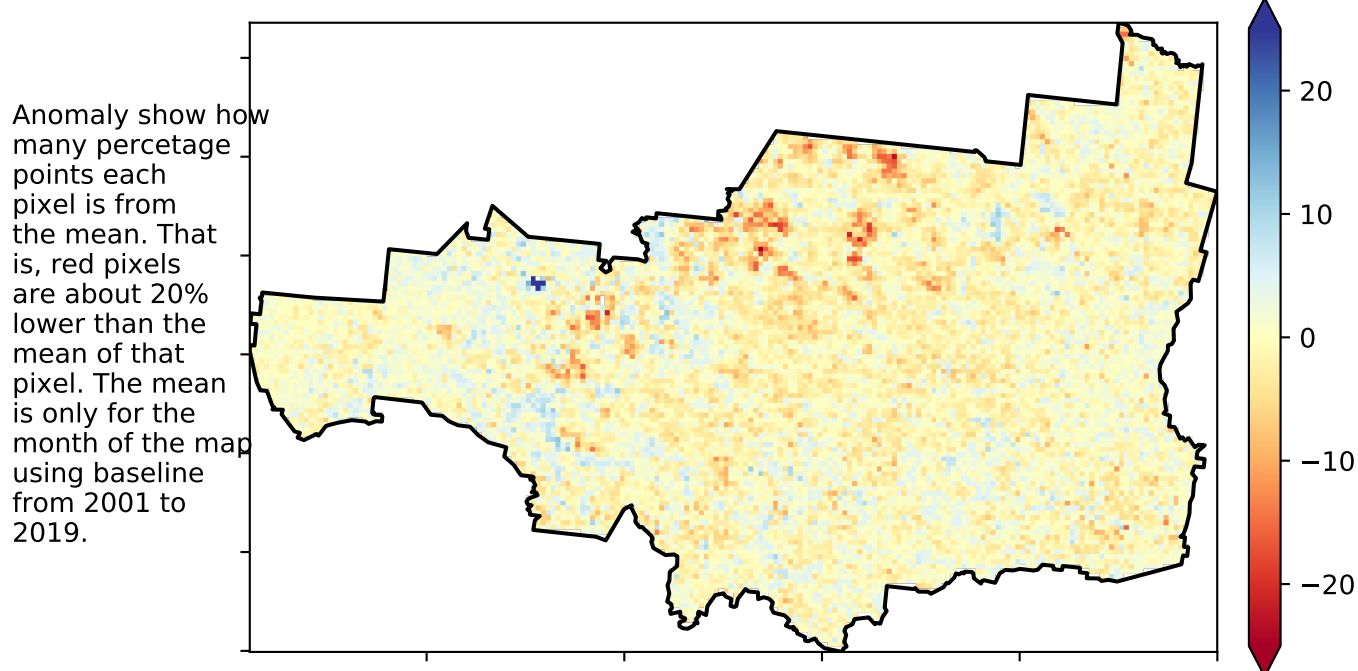 Anomaly show how
many percetage
points each
pixel is from
the mean. That
is, red pixels
are about 20%
lower than the
mean of that
pixel. The mean
is only for the
month of the map
using baseline
from 2001 to
2019.
20
10
0
−10
−20